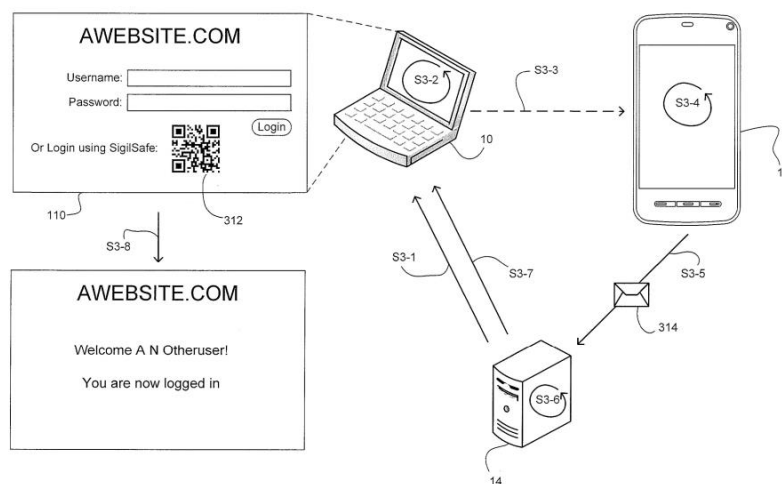 AWEBSITE.COM
Username:
Password:
Login
Or Login using SigilSafe:
110
312
S3-8
AWEBSITE.COM
Welcome A N Otheruser!
You are now logged in
S3-2
10
S3-3
S3-4
1
S3-1
S3-7
S3-5
314
S3-6
14